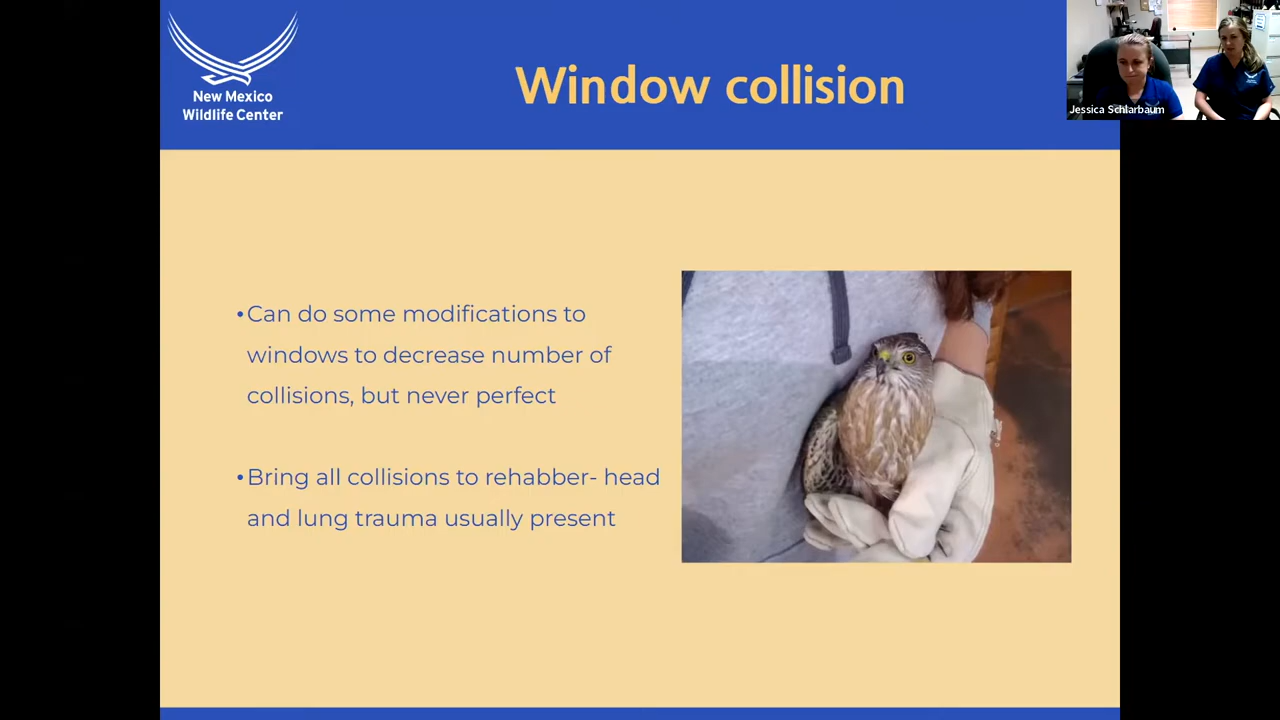 New Mexico
Wildlife Center
Window collision
Jessica Schlarbaum
•Can do some modifications to
windows to decrease number of
collisions, but never perfect
•Bring all collisions to rehabber- head
and lung trauma usually present